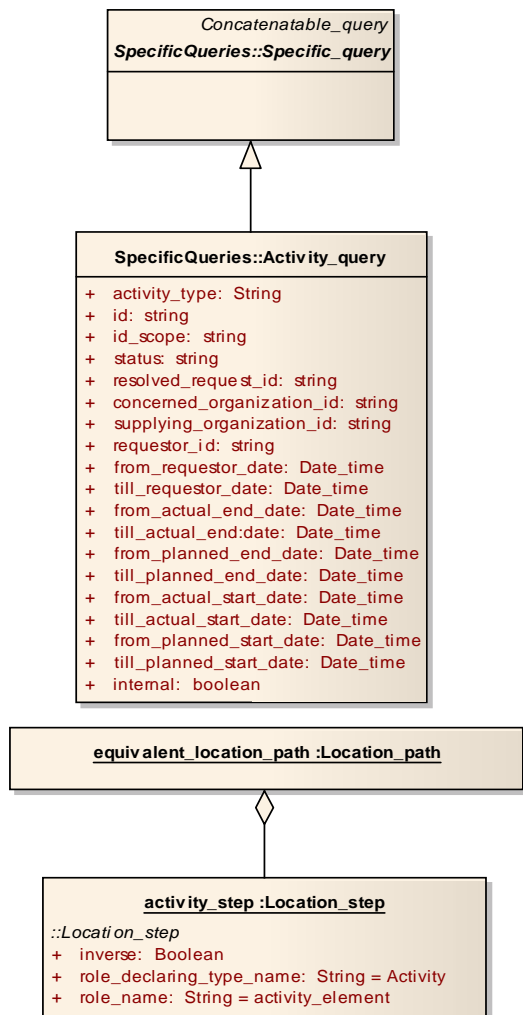 Concatenatable_query
SpecificQueries::Specific_query
SpecificQueries::Activity_query
+ activity_type: String
+ id: string
+ id_scope: string
+ status: string
+ resolved_request_id: string
+ concerned_organization_id: string
+ supplying_organization_id: string
+ requestor_id: string
+ from_requestor_date: Date_time
+ till_requestor_date: Date_time
+ from_actual_end_date: Date_time
+ till_actual_end:date: Date_time
+ from_planned_end_date: Date_time
+ till_planned_end_date: Date_time
+ from_actual_start_date: Date_time
+ till_actual_start_date: Date_time
+ from_planned_start_date: Date_time
+ till_planned_start_date: Date_time
+ internal: boolean
equivalent_location_path :Location_path
activity_step :Location_step
::Location_step
+ inverse: Boolean
+ role_declaring_type_name: String = Activity
+ role_name: String = activity_element